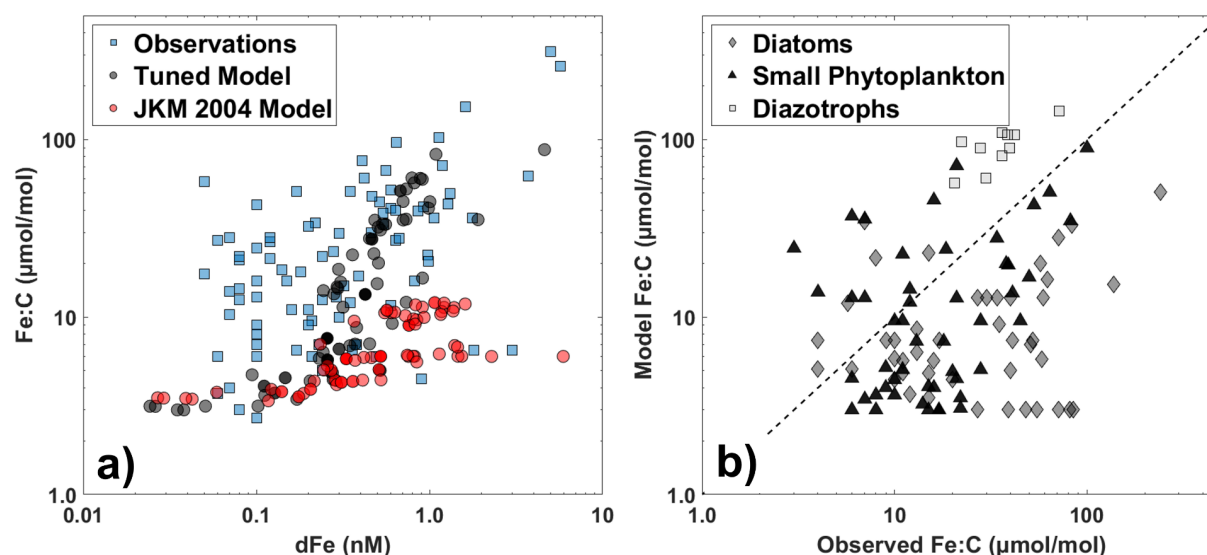 Observations
Tuned Model
JKM 2004 Model
Fe:C (µmol/mol)
100
10
1.0
0.01
0.1
1.0
10
dFe (nM)
a)
Diatoms
Small Phytoplankton
Diazotrophs
Model Fe:C (µmol/mol)
100
10
1.0
1.0
10
100
Observed Fe:C (µmol/mol)
b)